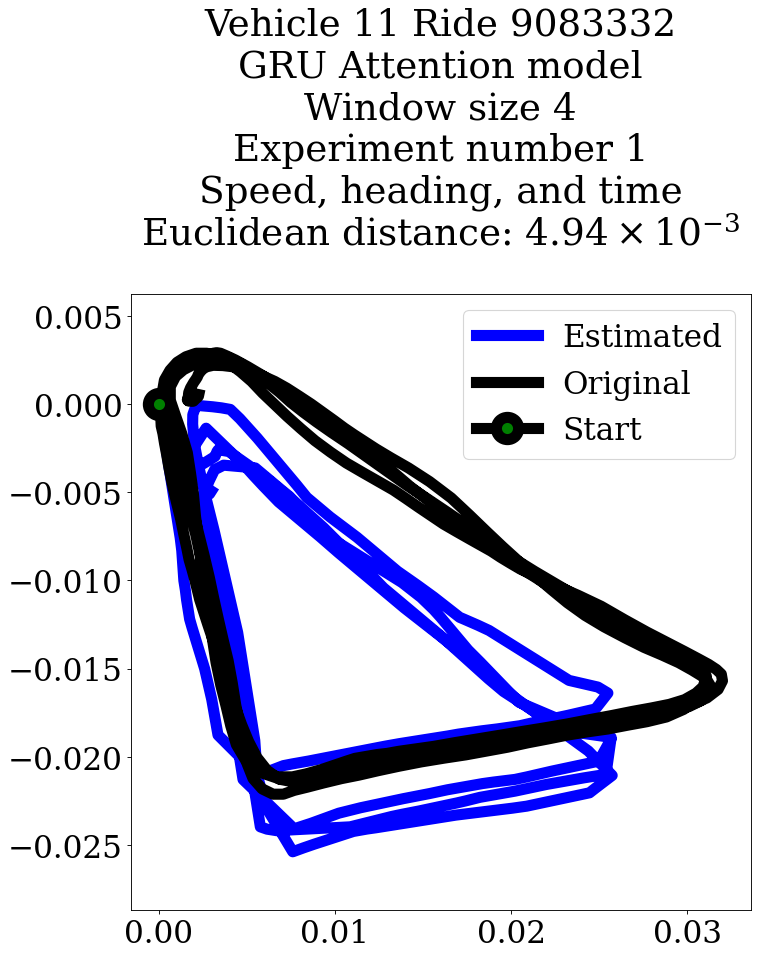 Vehicle 11 Ride 9083332
GRU Attention model
Window size 4
Experiment number 1
Speed, heading, and time
Euclidean distance: 4.94 × 10⁻³
Estimated
Original
Start
0.005
0.000
−0.005
−0.010
−0.015
−0.020
−0.025
0.00 0.01 0.02 0.03